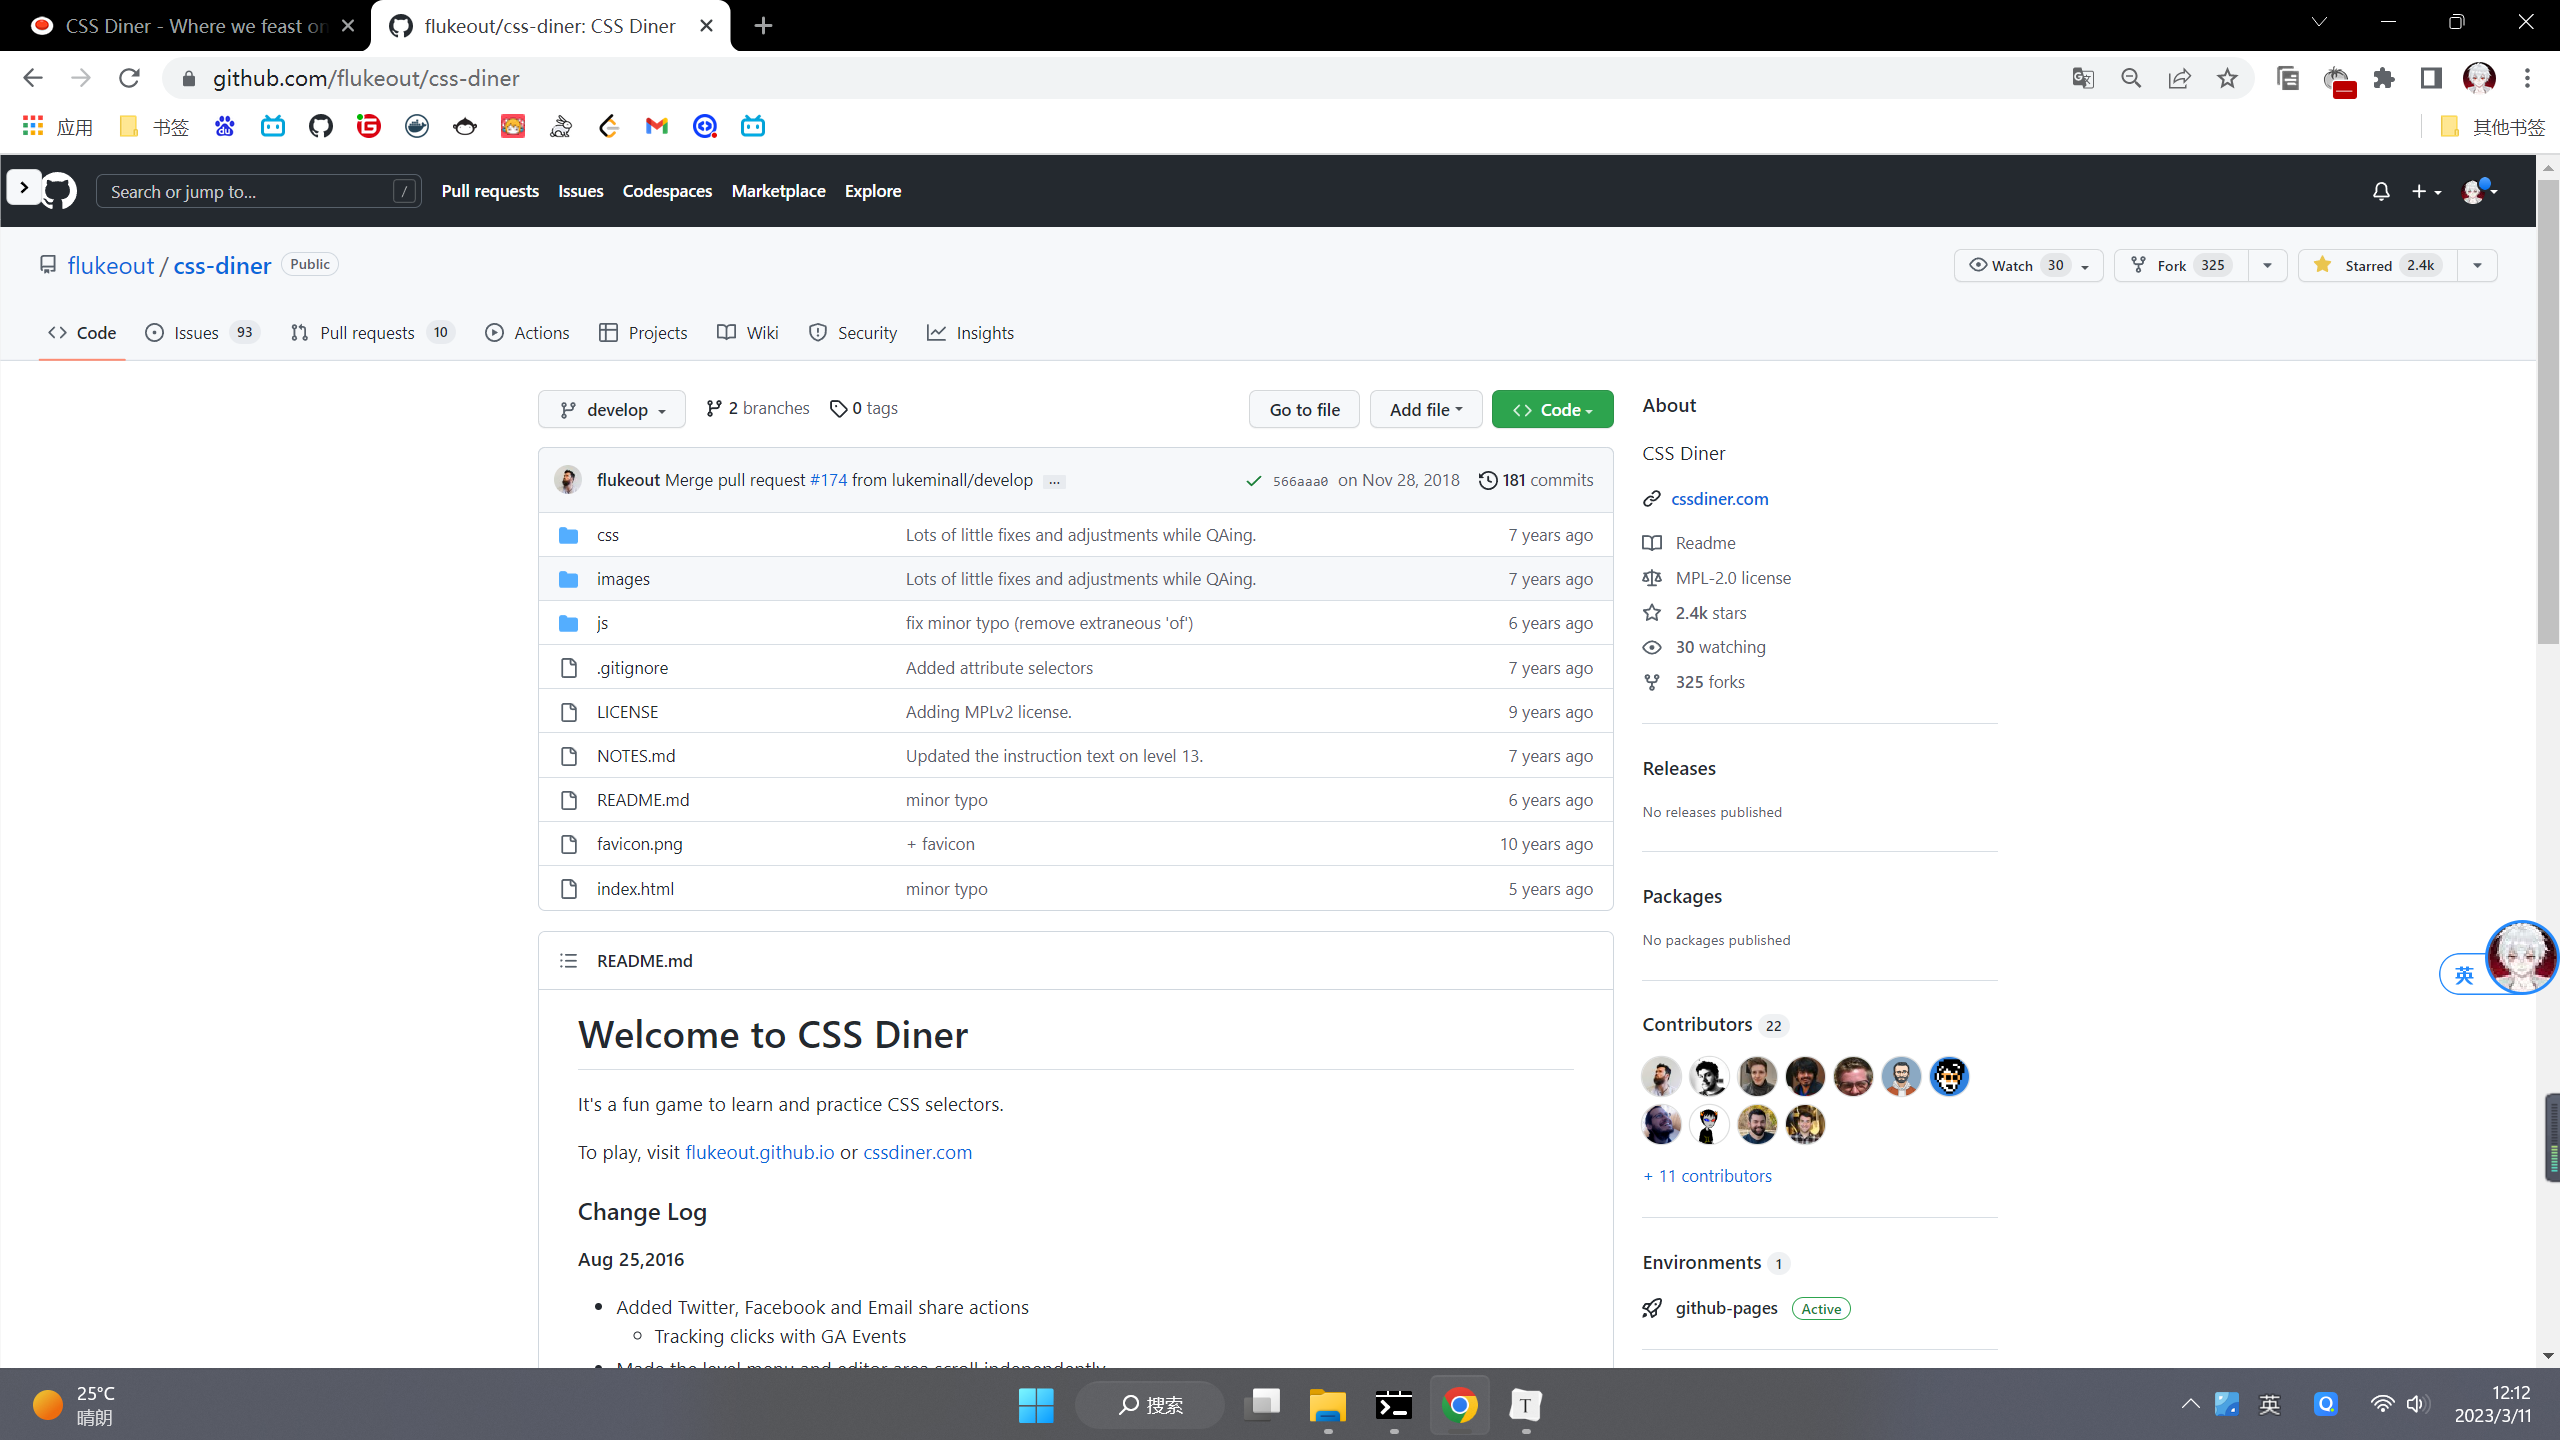 CSS Diner - Where we feast on
flukeout/css-diner: CSS Diner
github.com/flukeout/css-diner
应用
书签
其他书签
Search or jump to...
/
Pull requests
Issues
Codespaces
Marketplace
Explore
flukeout / css-diner Public
Watch 30
Fork 325
Starred 2.4k
Code
Issues 93
Pull requests 10
Actions
Projects
Wiki
Security
Insights
develop
2 branches
0 tags
Go to file
Add file
Code
flukeout Merge pull request #174 from lukeminall/develop ...
566aaa0 on Nov 28, 2018
181 commits
css Lots of little fixes and adjustments while QAing. 7 years ago
images Lots of little fixes and adjustments while QAing. 7 years ago
js fix minor typo (remove extraneous 'of') 6 years ago
.gitignore Added attribute selectors 7 years ago
LICENSE Adding MPLv2 license. 9 years ago
NOTES.md Updated the instruction text on level 13. 7 years ago
README.md minor typo 6 years ago
favicon.png + favicon 10 years ago
index.html minor typo 5 years ago
README.md
Welcome to CSS Diner
It's a fun game to learn and practice CSS selectors.
To play, visit flukeout.github.io or cssdiner.com
Change Log
Aug 25,2016
Added Twitter, Facebook and Email share actions
Tracking clicks with GA Events
Made the level menu and editor area scroll independently
About
CSS Diner
cssdiner.com
Readme
MPL-2.0 license
2.4k stars
30 watching
325 forks
Releases
No releases published
Packages
No packages published
Contributors 22
+ 11 contributors
Environments 1
github-pages Active
英
25°C
晴朗
搜索
T
英
12:12
2023/3/11